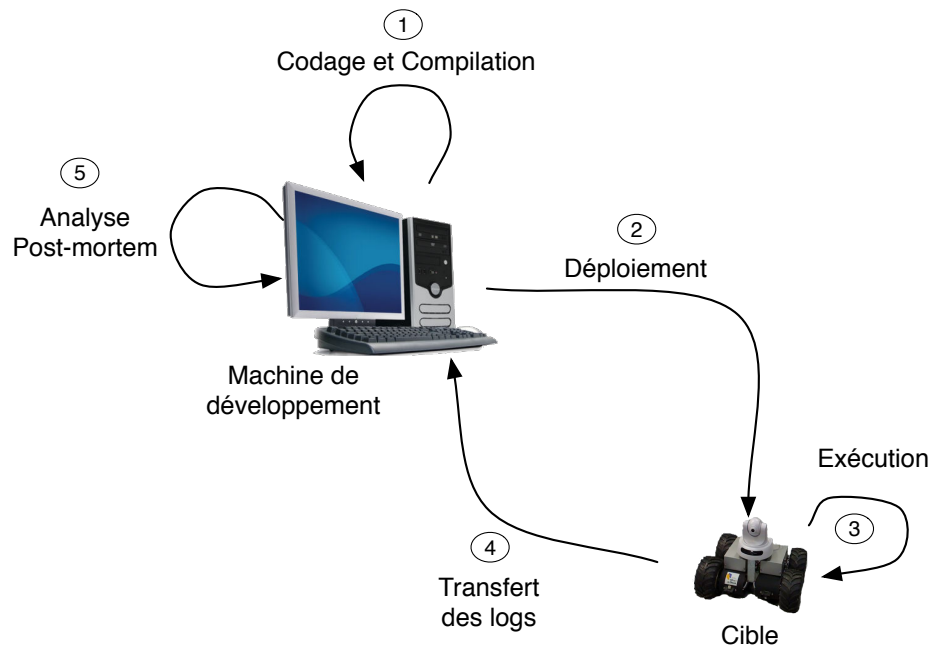 1
Codage et Compilation
5
Analyse
Post-mortem
2
Déploiement
Machine de
développement
Exécution
3
4
Transfert
des logs
Cible